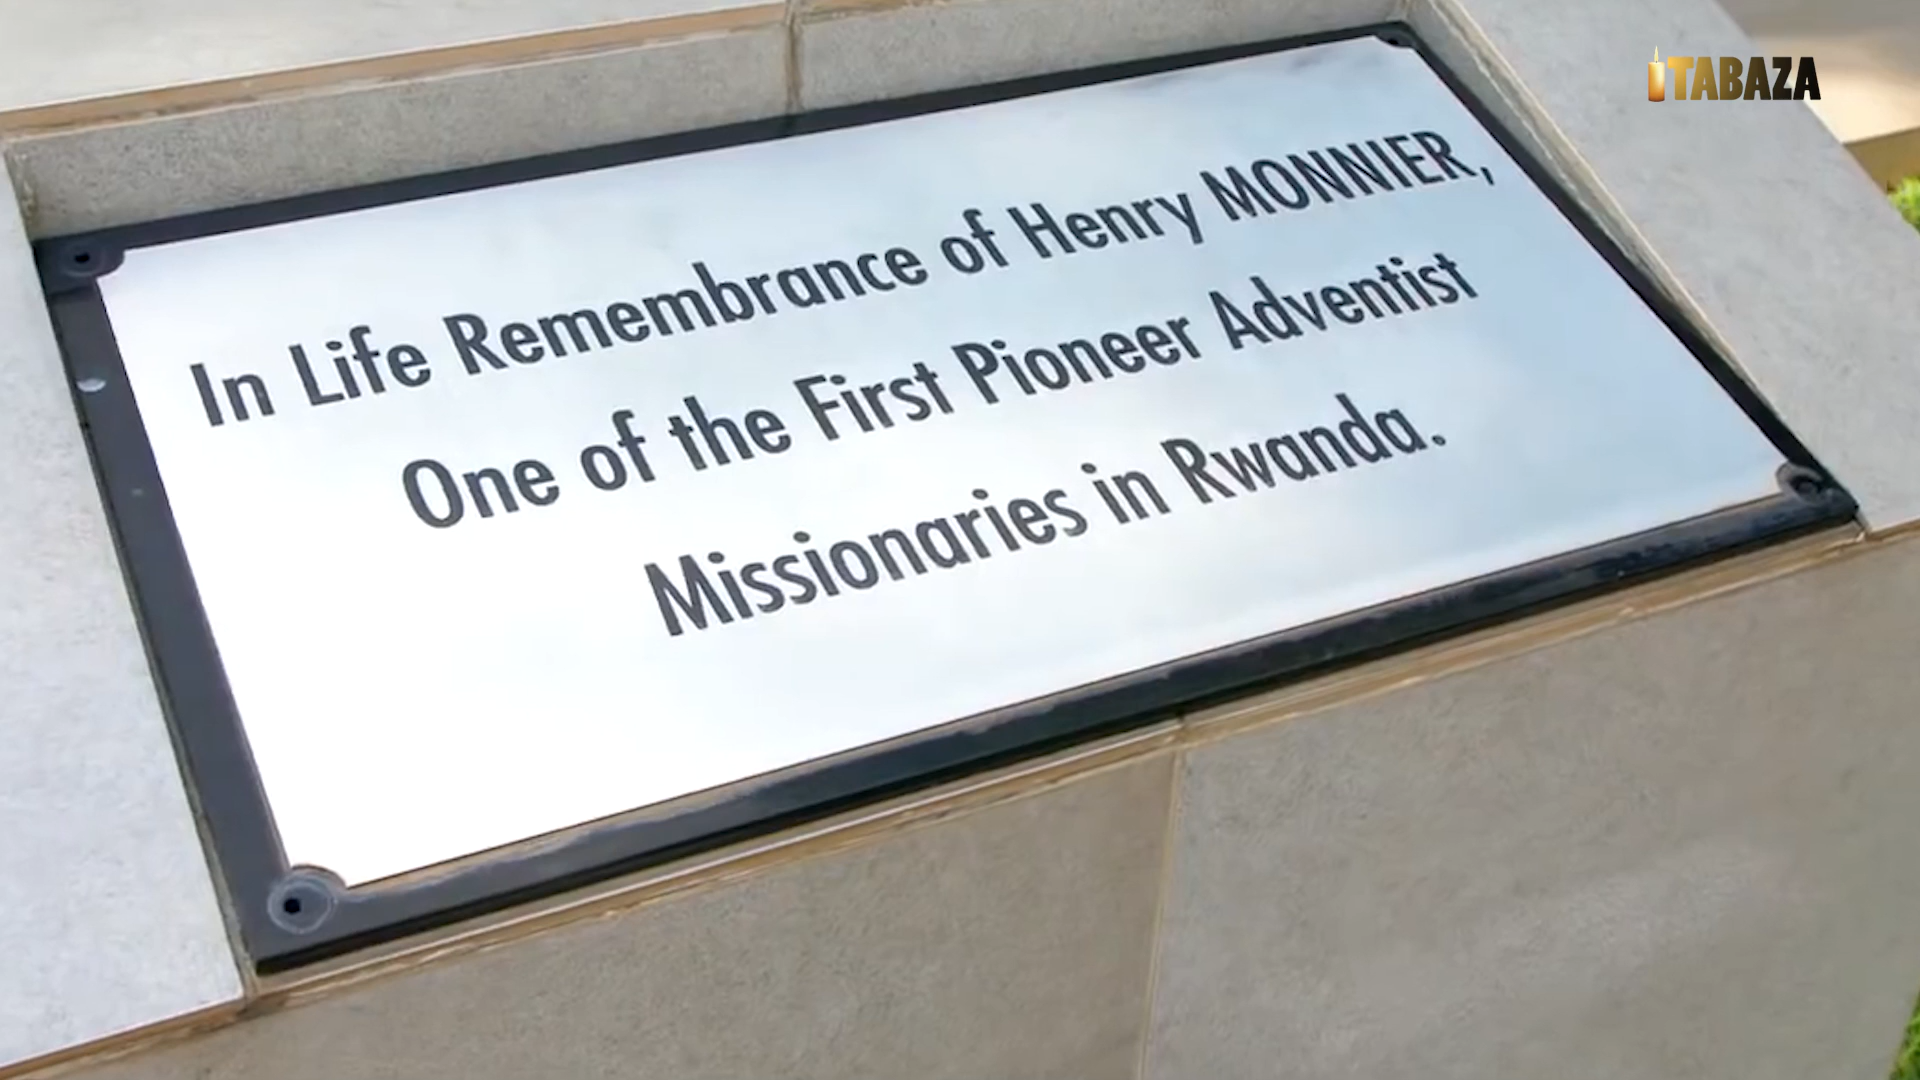 ITABAZA
In Life Remembrance of Henry MONNIER,
One of the First Pioneer Adventist
Missionaries in Rwanda.